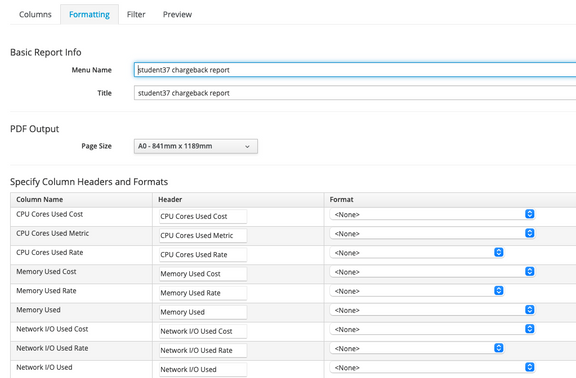 Columns Formatting Filter Preview
Basic Report Info
Menu Name student37 chargeback report
Title student37 chargeback report
PDF Output
Page Size A0 - 841mm x 1189mm
Specify Column Headers and Formats
Column Name Header Format
CPU Cores Used Cost CPU Cores Used Cost <None>
CPU Cores Used Metric CPU Cores Used Metric <None>
CPU Cores Used Rate CPU Cores Used Rate <None>
Memory Used Cost Memory Used Cost <None>
Memory Used Rate Memory Used Rate <None>
Memory Used Memory Used <None>
Network I/O Used Cost Network I/O Used Cost <None>
Network I/O Used Rate Network I/O Used Rate <None>
Network I/O Used Network I/O Used <None>